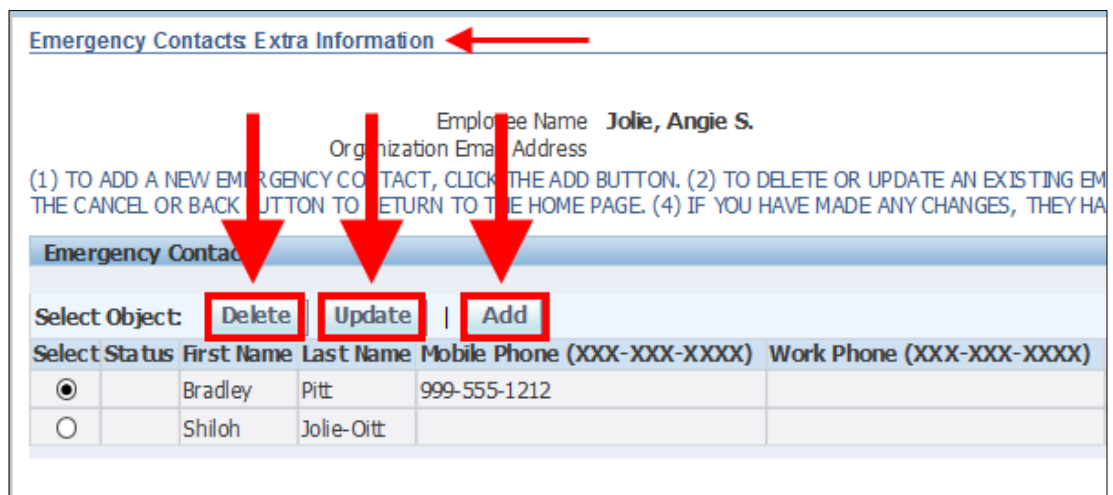 Emergency Contacts: Extra Information
Employee Name Jolie, Angie S.
Organization Email Address
(1) TO ADD A NEW EMERGENCY CONTACT, CLICK THE ADD BUTTON. (2) TO DELETE OR UPDATE AN EXISTING EM
THE CANCEL OR BACK BUTTON TO RETURN TO THE HOME PAGE. (4) IF YOU HAVE MADE ANY CHANGES, THEY HA
Emergency Contac
Select Object: Delete Update | Add
Select Status First Name Last Name Mobile Phone (XXX-XXX-XXXX) Work Phone (XXX-XXX-XXXX)
Bradley Pitt 999-555-1212
Shiloh Jolie-Oitt